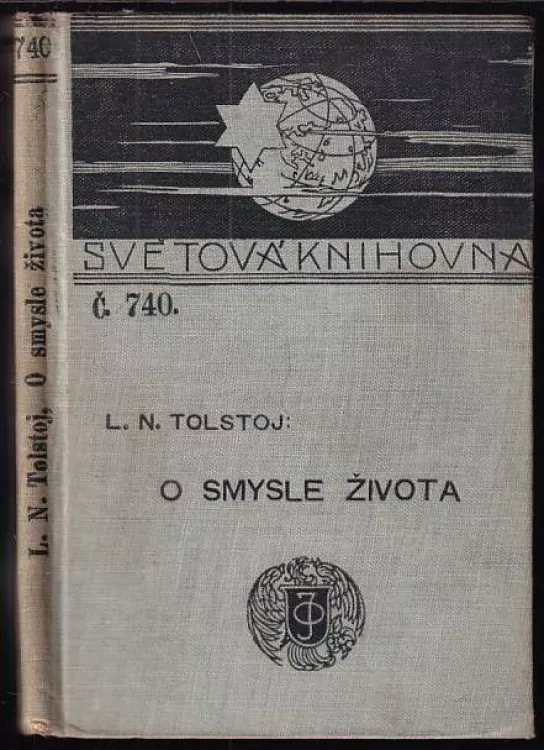 740
L. N. Tolstoj, O smysle života
SVĚTOVÁ KNIHOVNA
Č. 740.
L. N. TOLSTOJ:
O SMYSLE ŽIVOTA